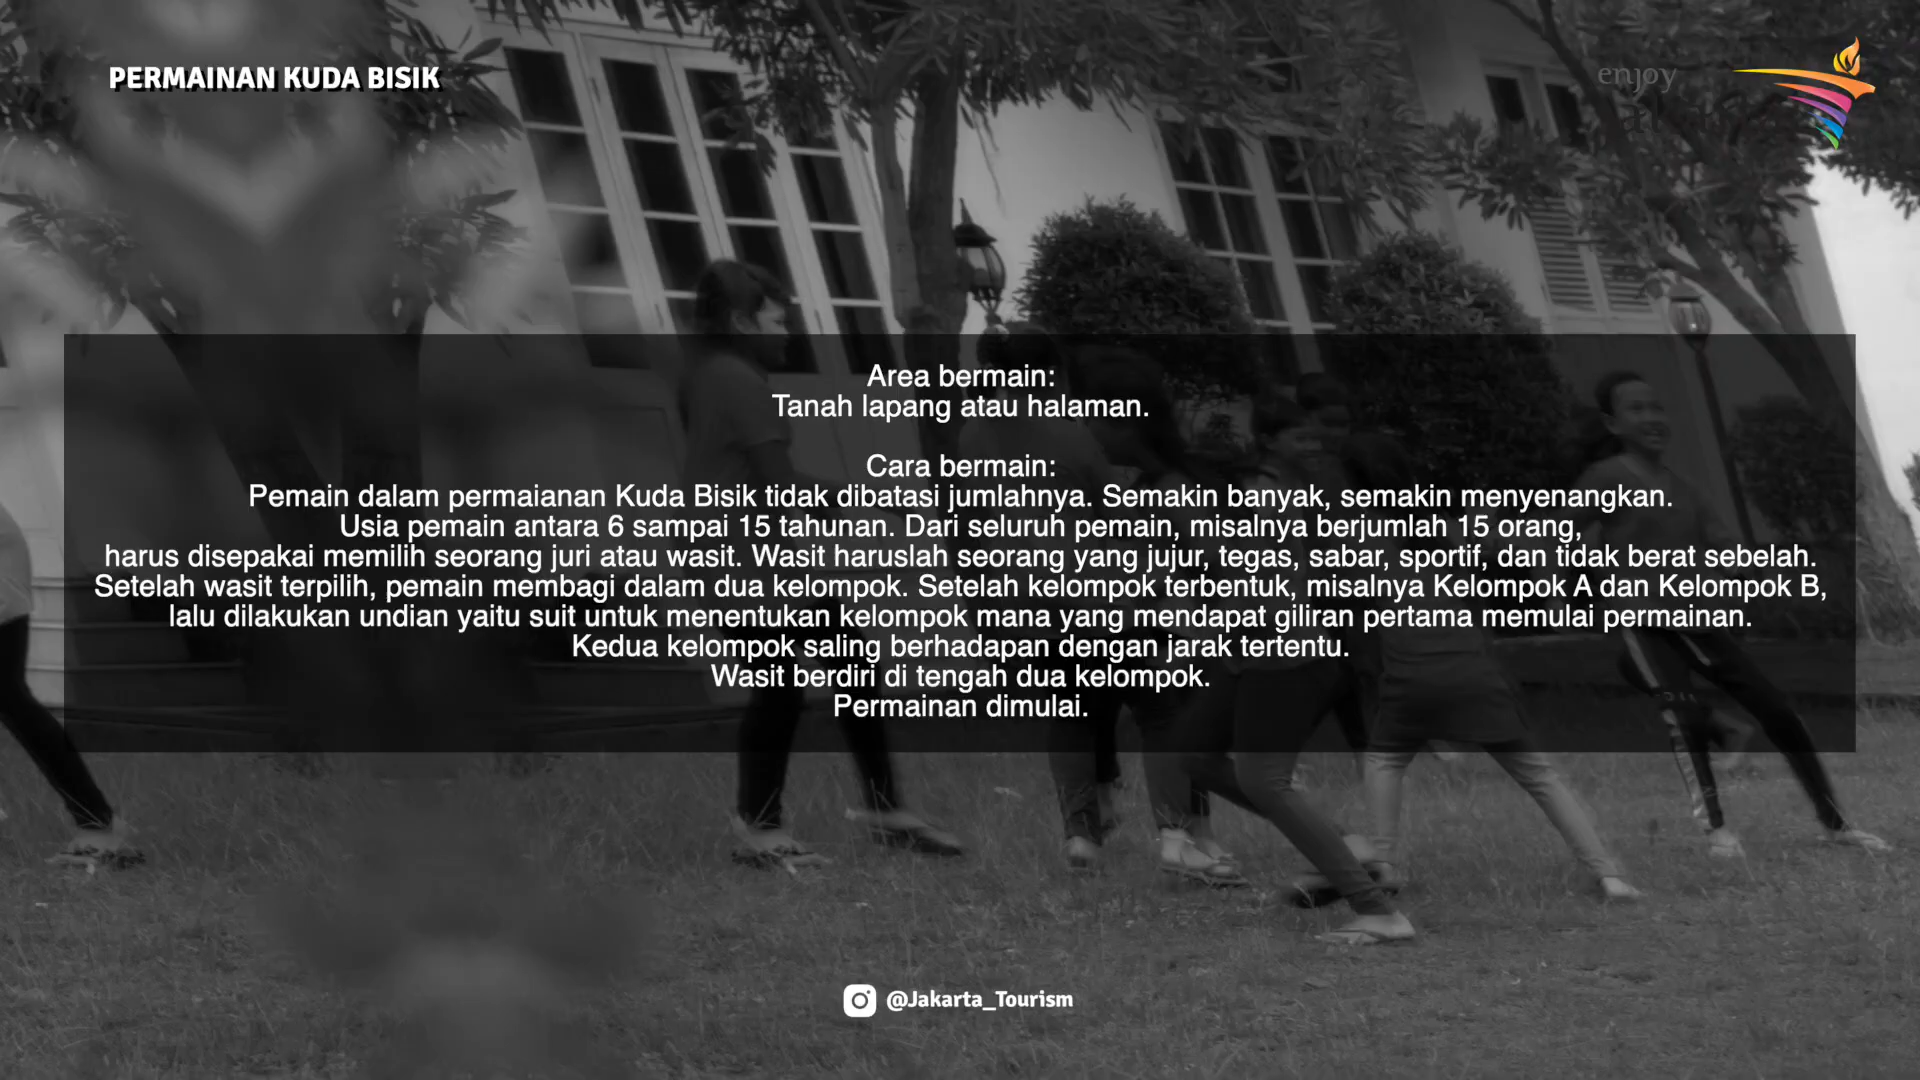 PERMAINAN KUDA BISIK
enjoy
Area bermain:
Tanah lapang atau halaman.
Cara bermain:
Pemain dalam permaianan Kuda Bisik tidak dibatasi jumlahnya. Semakin banyak, semakin menyenangkan.
Usia pemain antara 6 sampai 15 tahunan. Dari seluruh pemain, misalnya berjumlah 15 orang,
harus disepakai memilih seorang juri atau wasit. Wasit haruslah seorang yang jujur, tegas, sabar, sportif, dan tidak berat sebelah.
Setelah wasit terpilih, pemain membagi dalam dua kelompok. Setelah kelompok terbentuk, misalnya Kelompok A dan Kelompok B,
lalu dilakukan undian yaitu suit untuk menentukan kelompok mana yang mendapat giliran pertama memulai permainan.
Kedua kelompok saling berhadapan dengan jarak tertentu.
Wasit berdiri di tengah dua kelompok.
Permainan dimulai.
@Jakarta_Tourism